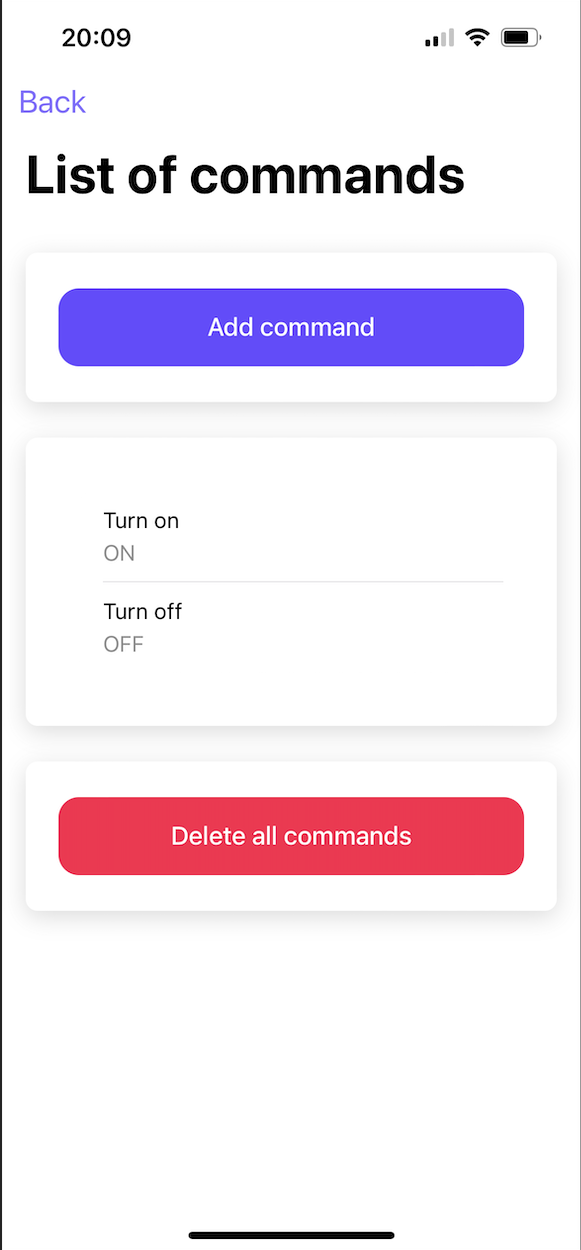 20:09
Back
List of commands
Add command
Turn on
ON
Turn off
OFF
Delete all commands